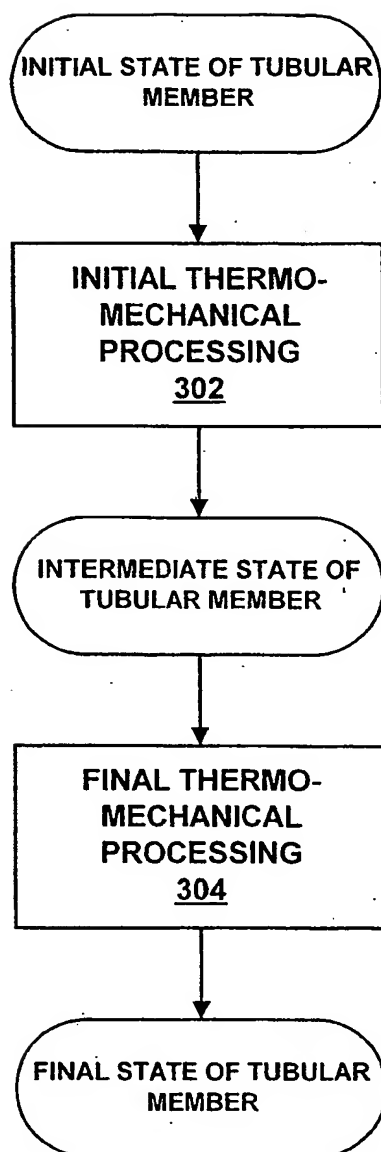 INITIAL STATE OF TUBULAR
MEMBER
INITIAL THERMO-
MECHANICAL
PROCESSING
302
INTERMEDIATE STATE OF
TUBULAR MEMBER
FINAL THERMO-
MECHANICAL
PROCESSING
304
FINAL STATE OF TUBULAR
MEMBER